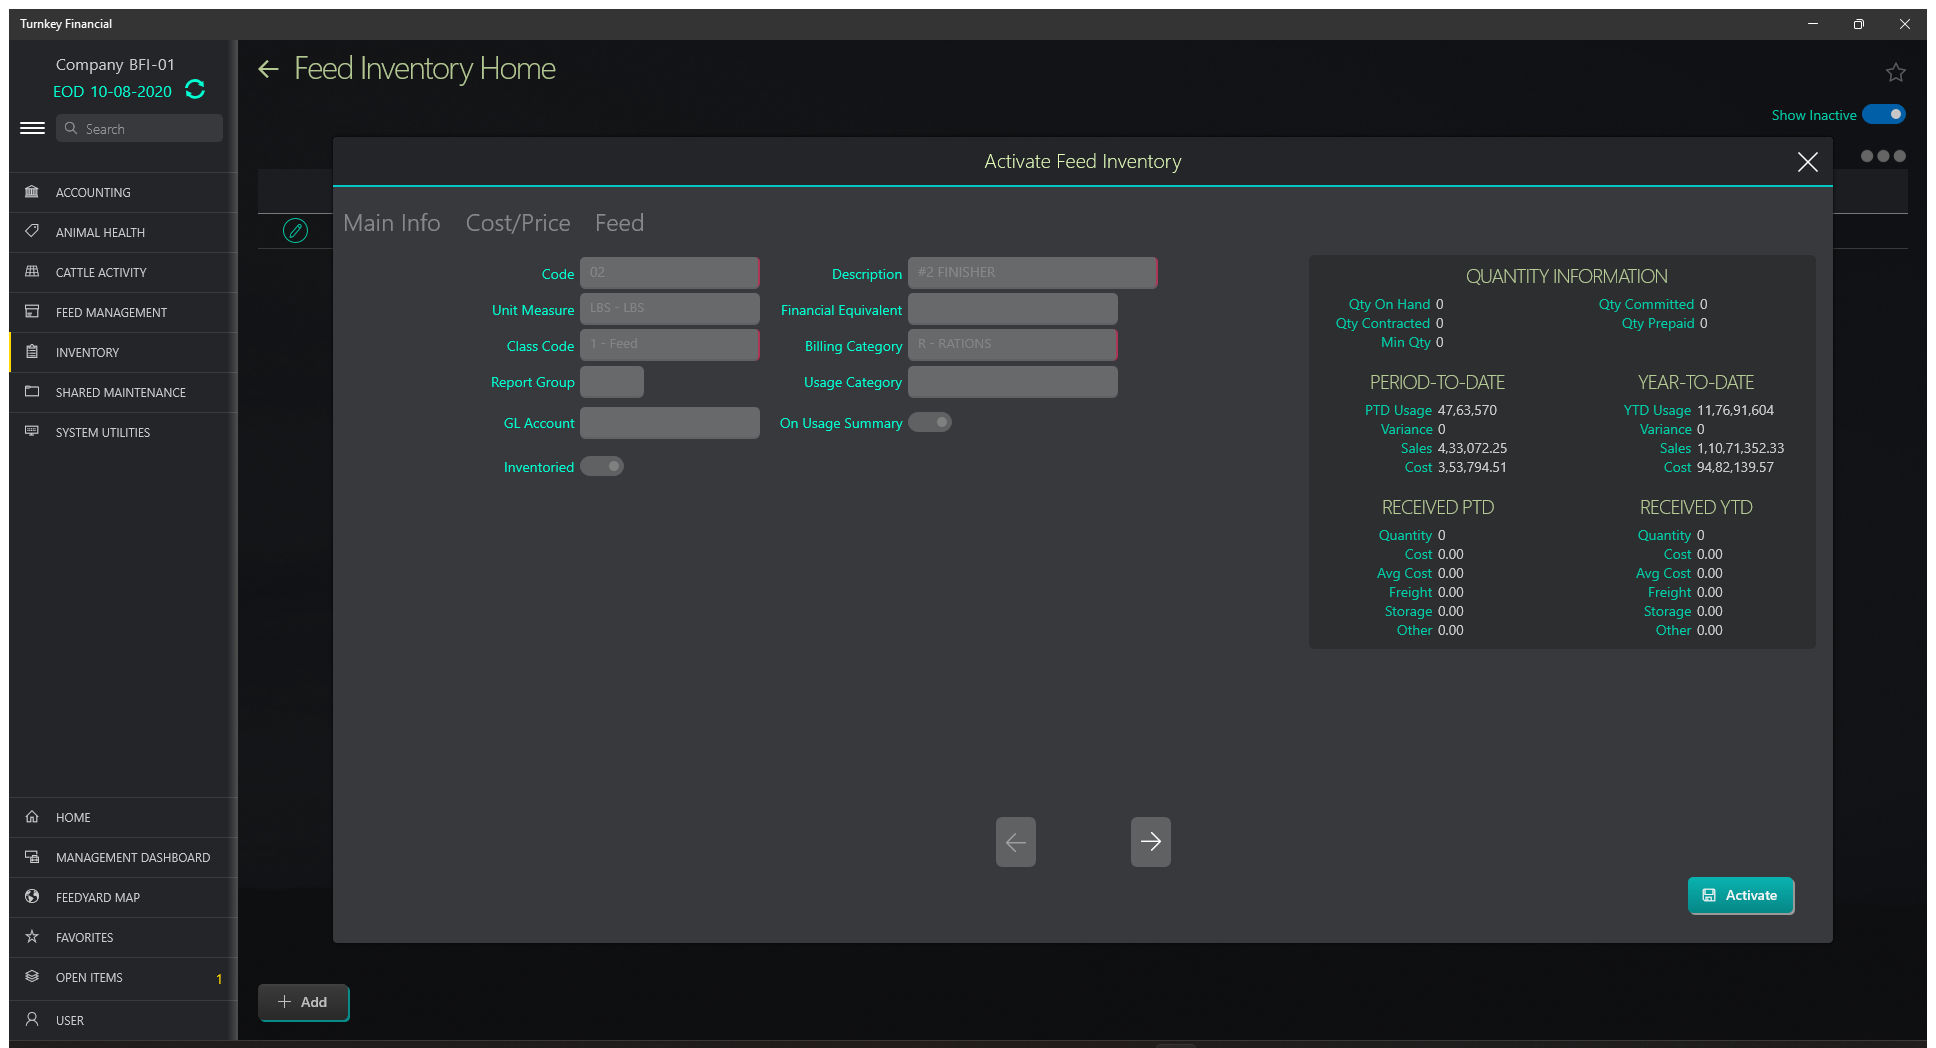 Turnkey Financial
Company BFI-01
EOD 10-08-2020
Search
ACCOUNTING
ANIMAL HEALTH
CATTLE ACTIVITY
FEED MANAGEMENT
INVENTORY
SHARED MAINTENANCE
SYSTEM UTILITIES
HOME
MANAGEMENT DASHBOARD
FEEDYARD MAP
FAVORITES
OPEN ITEMS 1
USER
Feed Inventory Home
Show Inactive
Activate Feed Inventory
Main Info Cost/Price Feed
Code 02 Description #2 FINISHER
Unit Measure LBS - LBS Financial Equivalent
Class Code 1 - Feed Billing Category R - RATIONS
Report Group Usage Category
GL Account On Usage Summary
Inventoried
QUANTITY INFORMATION
Qty On Hand 0 Qty Committed 0
Qty Contracted 0 Qty Prepaid 0
Min Qty 0
PERIOD-TO-DATE YEAR-TO-DATE
PTD Usage 47,63,570 YTD Usage 11,76,91,604
Variance 0 Variance 0
Sales 4,33,072.25 Sales 1,10,71,352.33
Cost 3,53,794.51 Cost 94,82,139.57
RECEIVED PTD RECEIVED YTD
Quantity 0 Quantity 0
Cost 0.00 Cost 0.00
Avg Cost 0.00 Avg Cost 0.00
Freight 0.00 Freight 0.00
Storage 0.00 Storage 0.00
Other 0.00 Other 0.00
Activate
Add